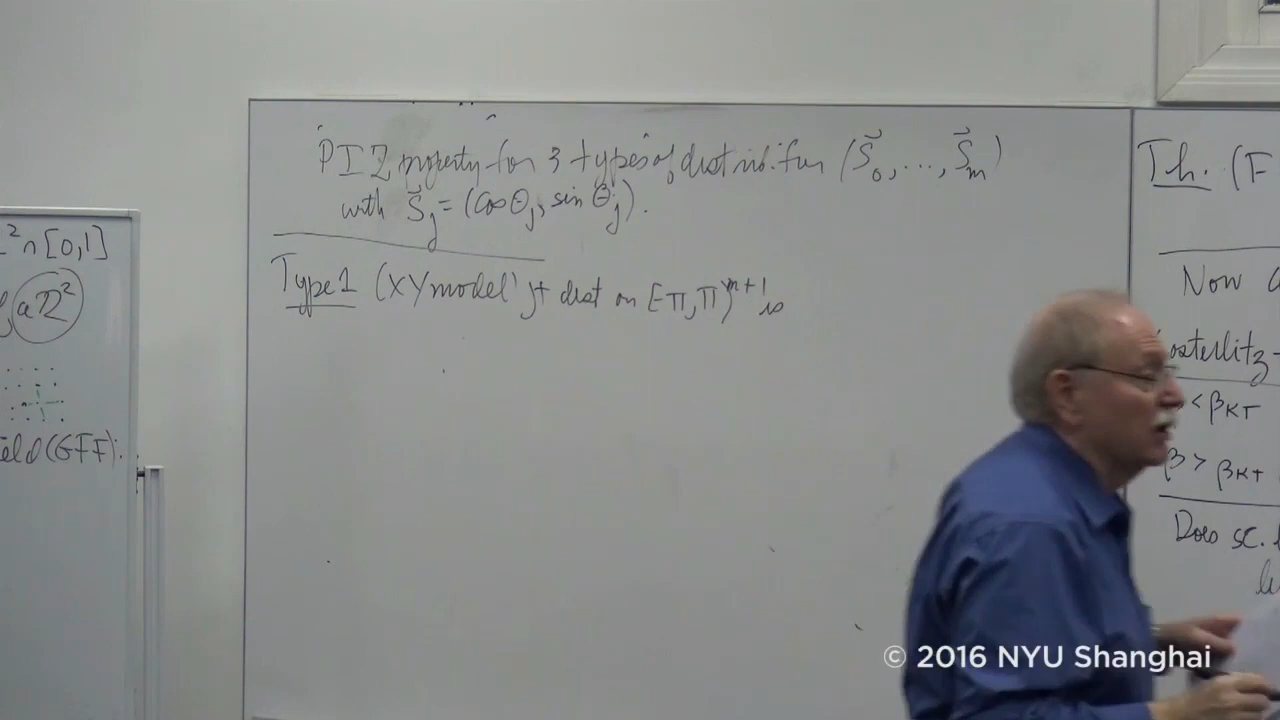 ²∩[0,1]
aℤ²
eld(GFF):
PIZ property for 3 types of distrib. for (S⃗₀, ..., S⃗ₘ)
with S⃗ⱼ = (cos θⱼ, sin θⱼ).
Type 1 (XY model) jt dist on [-π,π]ᵐ⁺¹ is
Th. (F
Now
osterlitz-
< βKT
β > βKT
Does sc. l
© 2016 NYU Shanghai